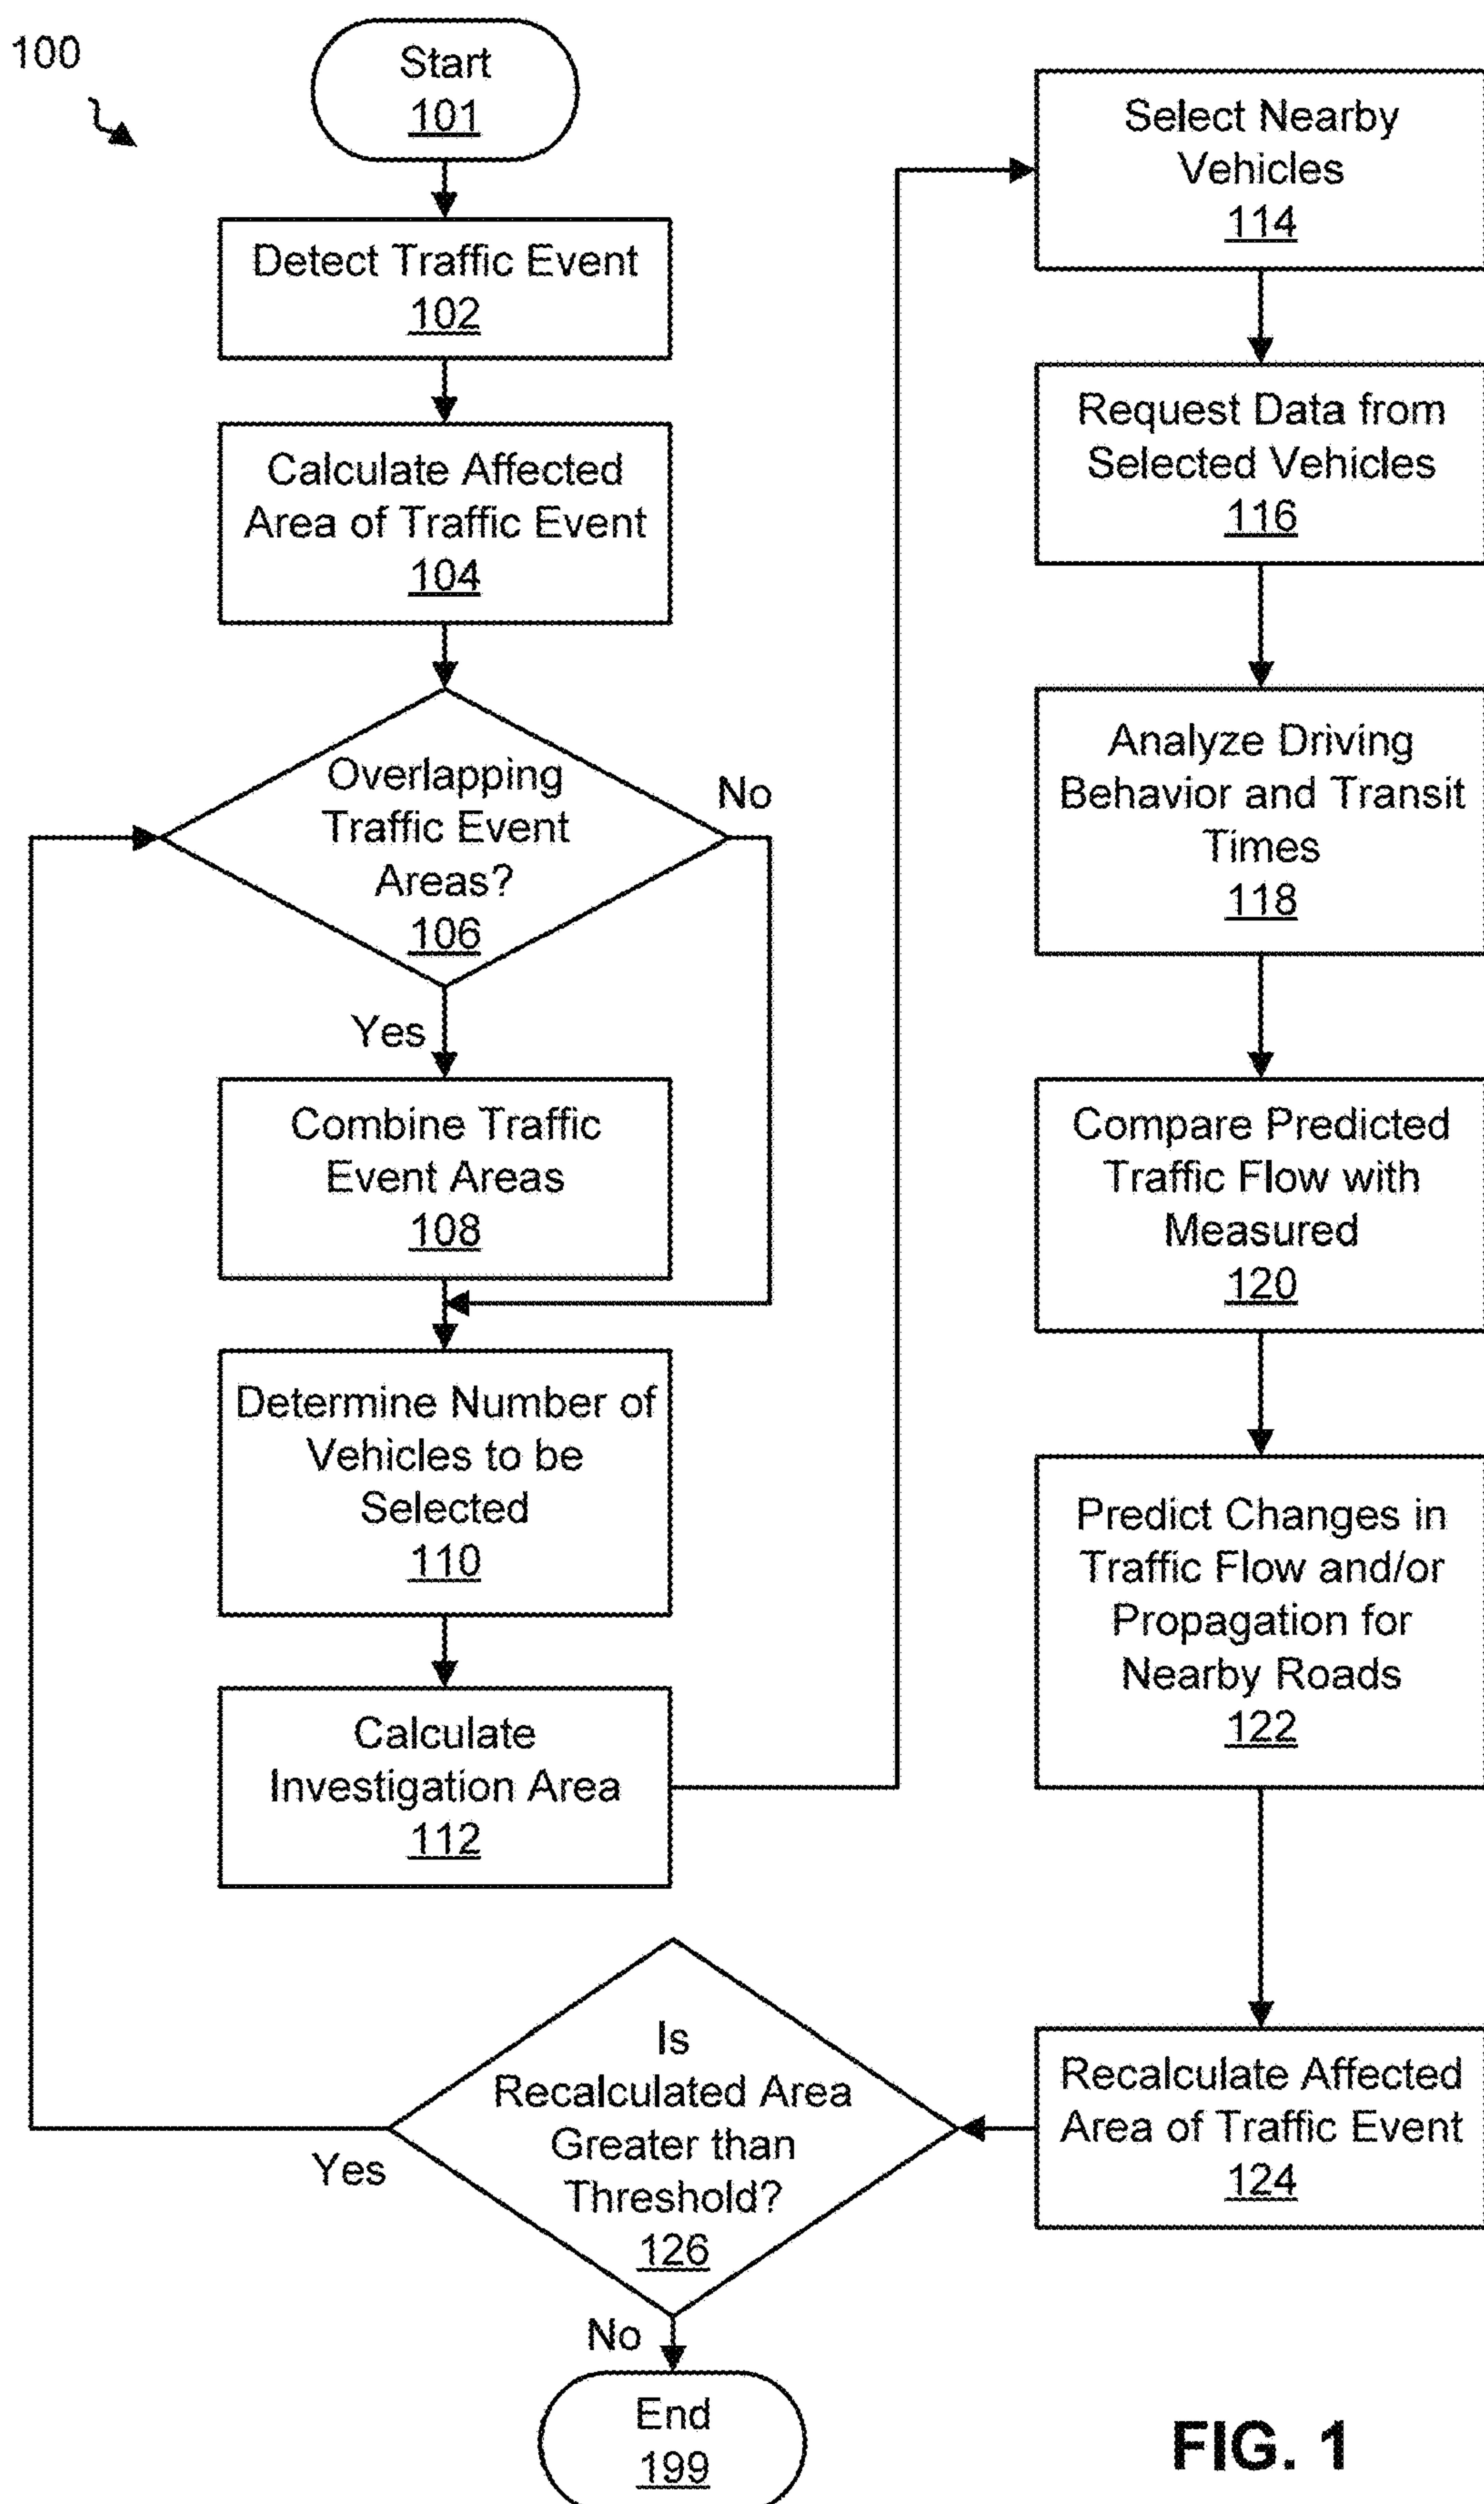 100
Start
101
Detect Traffic Event
102
Calculate Affected
Area of Traffic Event
104
Overlapping
Traffic Event
Areas?
106
No
Yes
Combine Traffic
Event Areas
108
Determine Number of
Vehicles to be
Selected
110
Calculate
Investigation Area
112
Select Nearby
Vehicles
114
Request Data from
Selected Vehicles
116
Analyze Driving
Behavior and Transit
Times
118
Compare Predicted
Traffic Flow with
Measured
120
Predict Changes in
Traffic Flow and/or
Propagation for
Nearby Roads
122
Recalculate Affected
Area of Traffic Event
124
Is
Recalculated Area
Greater than
Threshold?
126
Yes
No
End
199
FIG. 1